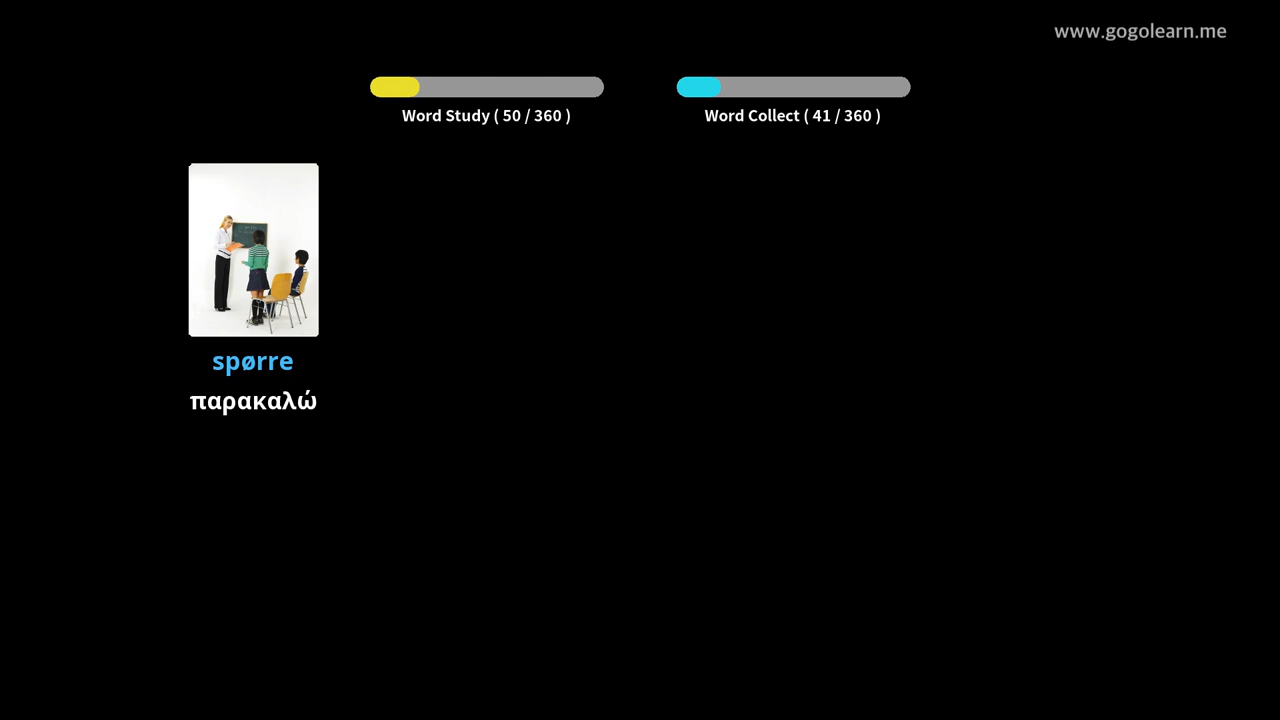 www.gogolearn.me
Word Study ( 50 / 360 )
Word Collect ( 41 / 360 )
spørre
παρακαλώ